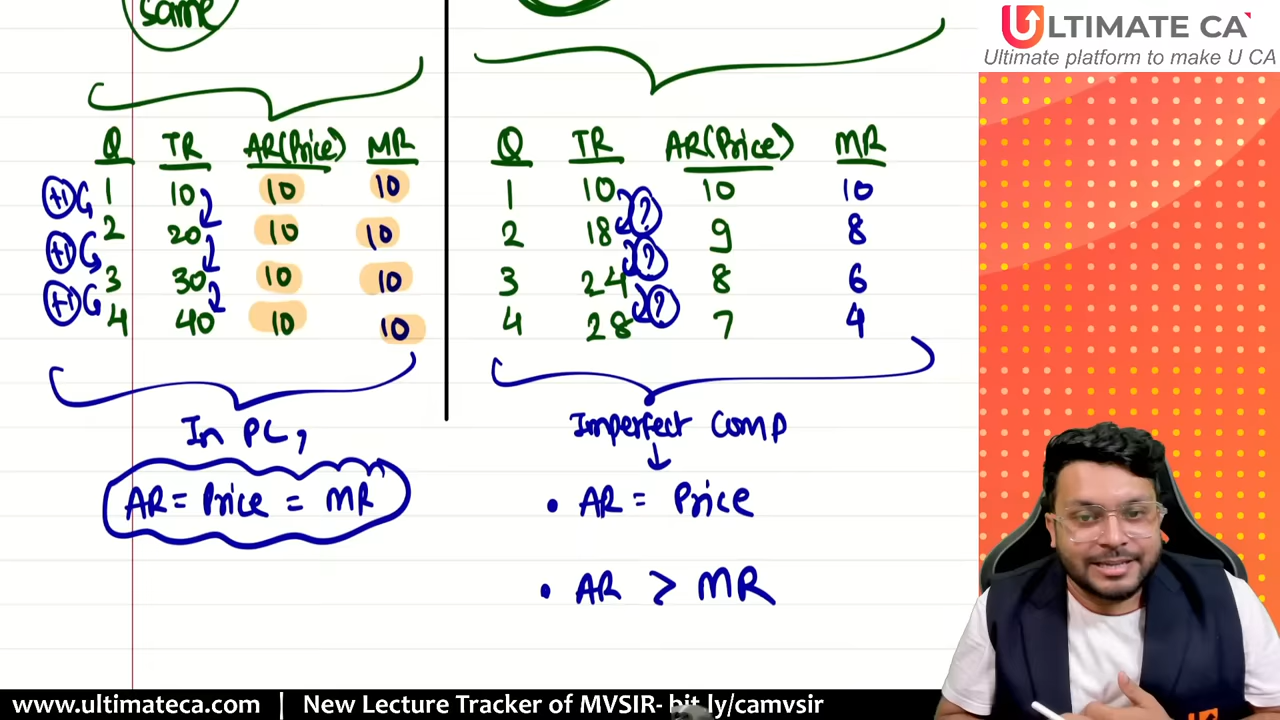 same
Q TR AR(Price) MR
+1 1 10 10 10
+1 2 20 10 10
+1 3 30 10 10
4 40 10 10
In PC,
AR = Price = MR
Q TR AR(Price) MR
1 10 ? 10 10
2 18 ? 9 8
3 24 ? 8 6
4 28 7 4
Imperfect Comp
• AR = Price
• AR > MR
ULTIMATE CA
Ultimate platform to make U CA
www.ultimateca.com | New Lecture Tracker of MVSIR- bit ly/camvsir